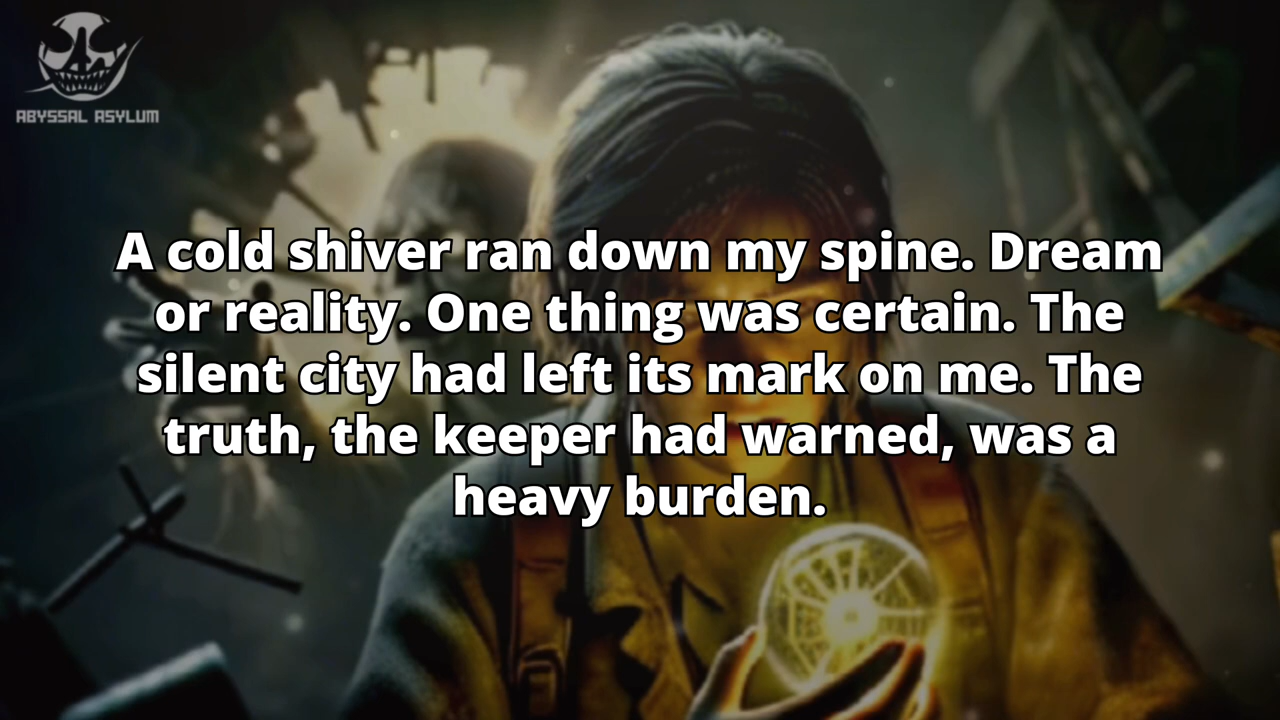 ABYSSAL ASYLUM
A cold shiver ran down my spine. Dream
or reality. One thing was certain. The
silent city had left its mark on me. The
truth, the keeper had warned, was a
heavy burden.